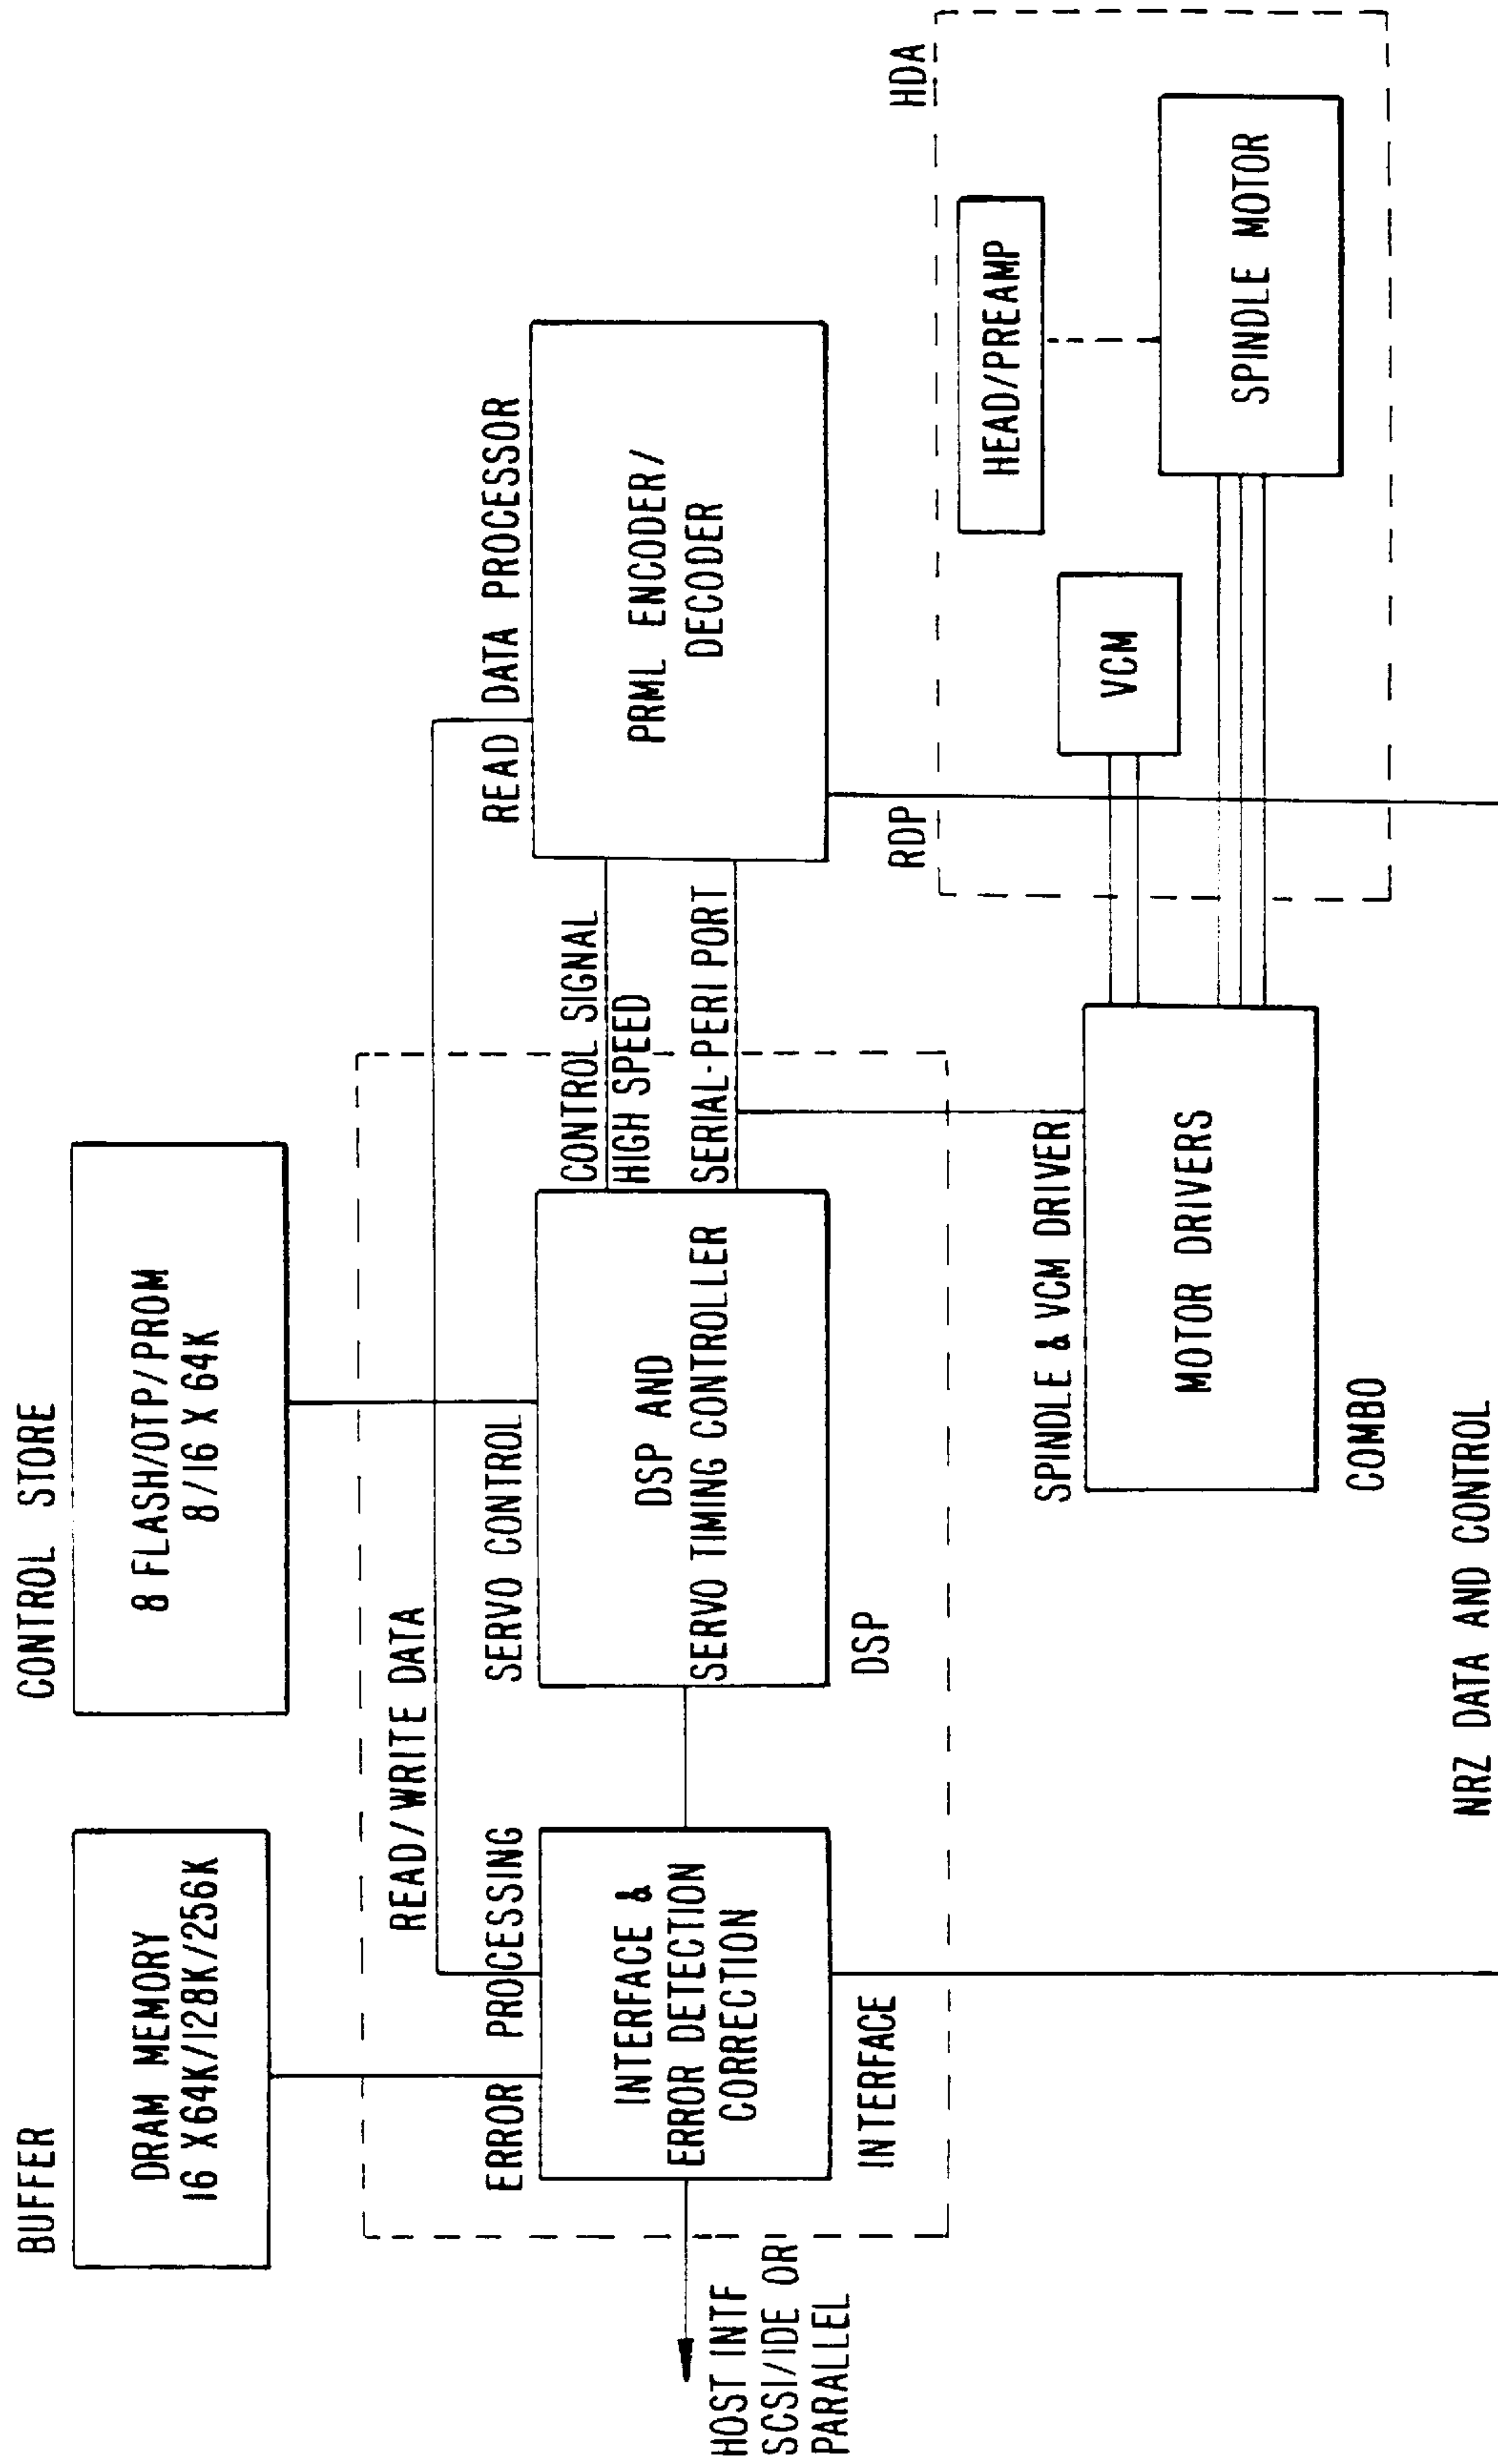 BUFFER
DRAM MEMORY
16 X 64K/128K/256K
CONTROL STORE
8 FLASH/OTP/PROM
8/16 X 64K
READ/WRITE DATA
ERROR PROCESSING
INTERFACE &
ERROR DETECTION
CORRECTION
INTERFACE
HOST INTF
SCSI/IDE OR
PARALLEL
SERVO CONTROL
DSP AND
SERVO TIMING CONTROLLER
DSP
CONTROL SIGNAL
HIGH SPEED
SERIAL-PERI PORT
READ DATA PROCESSOR
PRML ENCODER/
DECODER
RDP
HDA
HEAD/PREAMP
VCM
SPINDLE MOTOR
SPINDLE & VCM DRIVER
MOTOR DRIVERS
COMBO
NRZ DATA AND CONTROL